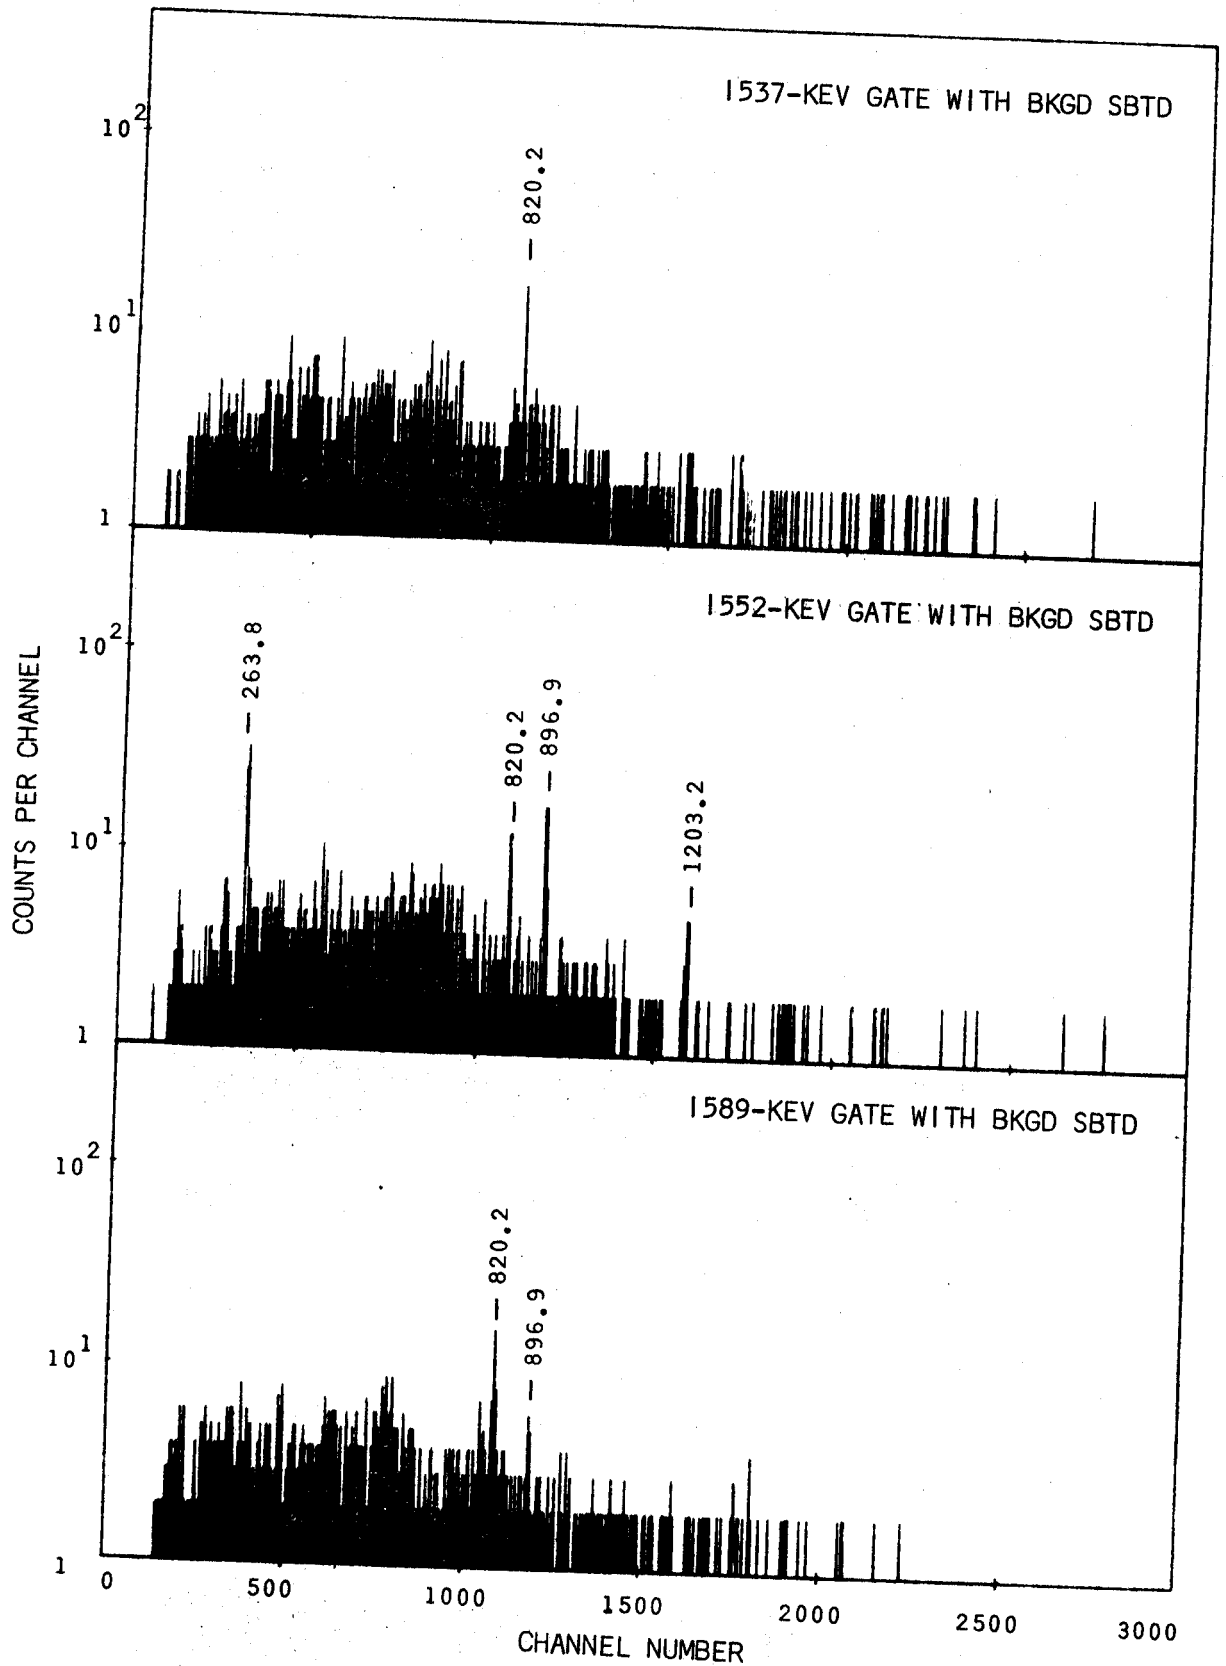 1537-KEV GATE WITH BKGD SBTD
10²
— 820.2
10¹
1
1552-KEV GATE WITH BKGD SBTD
10²
— 263.8
— 820.2
— 896.9
— 1203.2
10¹
1
COUNTS PER CHANNEL
1589-KEV GATE WITH BKGD SBTD
10²
— 820.2
— 896.9
10¹
1
0 500 1000 1500 2000 2500 3000
CHANNEL NUMBER